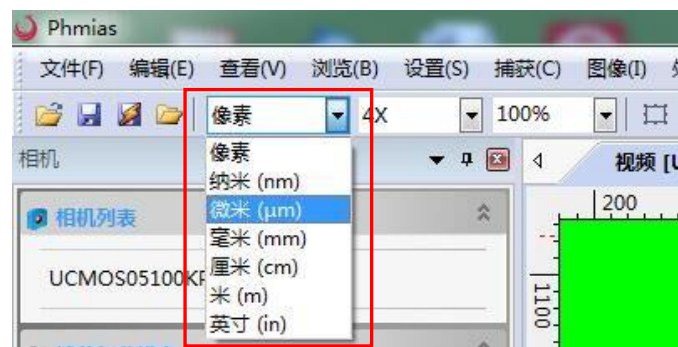 Phmias
文件(F) 编辑(E) 查看(V) 浏览(B) 设置(S) 捕获(C) 图像(I)
像素 4X 100%
相机 视频 [U
像素
纳米 (nm)
微米 (μm)
毫米 (mm)
厘米 (cm)
米 (m)
英寸 (in)
相机列表
UCMOS05100KP
200
1100